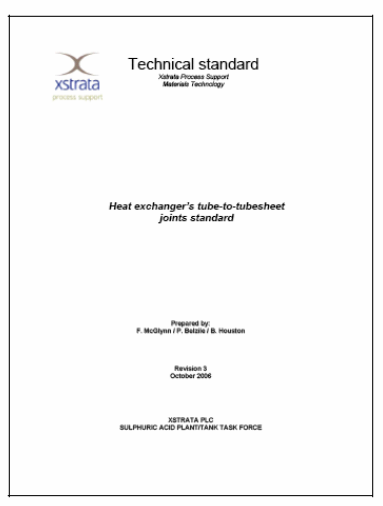 xstrata
process support
Technical standard
Xstrata Process Support
Materials Technology
Heat exchanger's tube-to-tubesheet
joints standard
Prepared by:
F. McGlynn / P. Belzile / B. Houston
Revision 3
October 2006
XSTRATA PLC
SULPHURIC ACID PLANT/TANK TASK FORCE